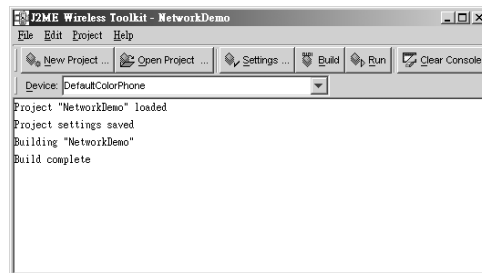 J2ME Wireless Toolkit - NetworkDemo
File Edit Project Help
New Project ... Open Project ... Settings ... Build Run Clear Console
Device: DefaultColorPhone
Project "NetworkDemo" loaded
Project settings saved
Building "NetworkDemo"
Build complete